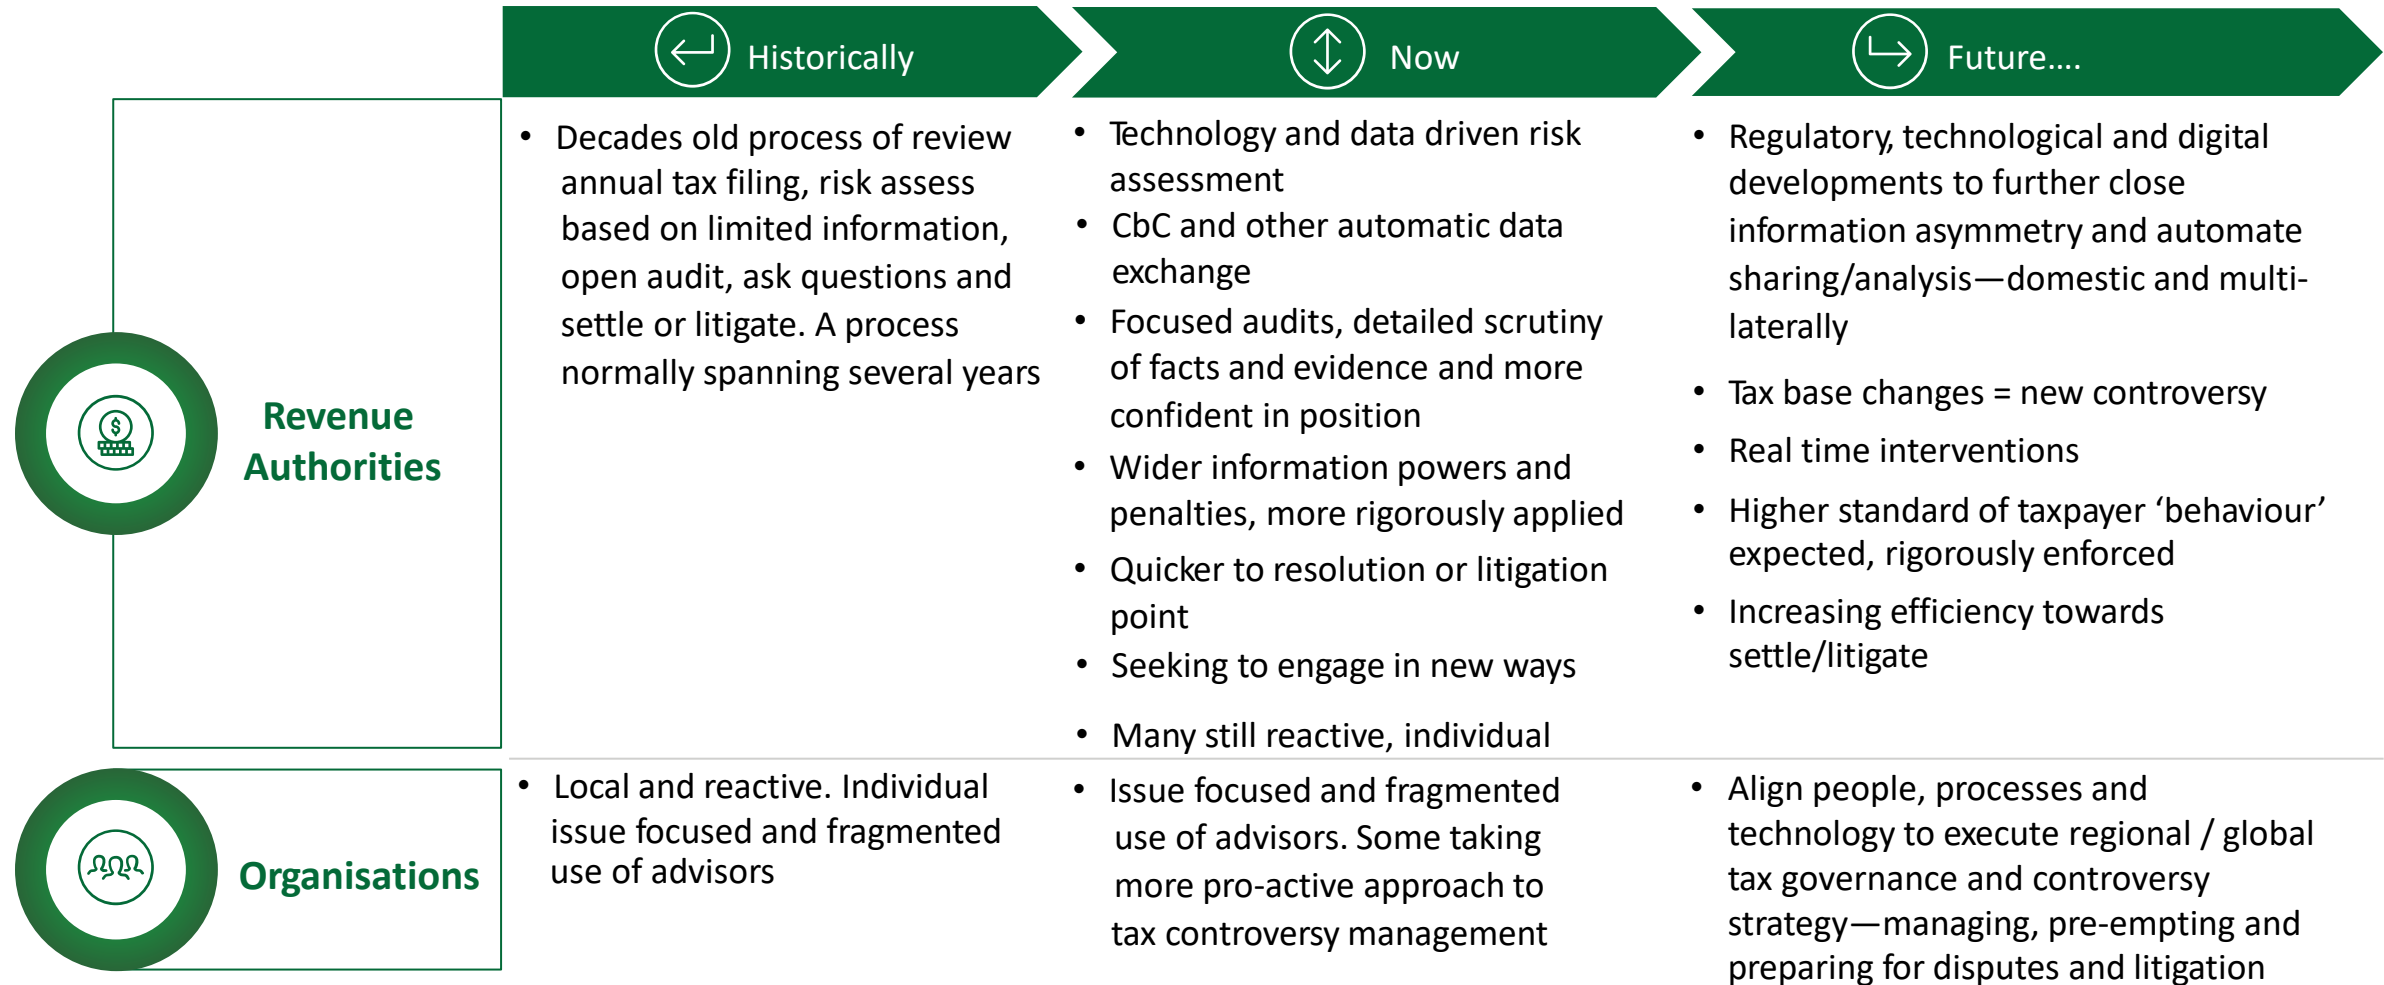 Historically
Now
Future....
Revenue
Authorities
• Decades old process of review
annual tax filing, risk assess
based on limited information,
open audit, ask questions and
settle or litigate. A process
normally spanning several years
• Technology and data driven risk
assessment
• CbC and other automatic data
exchange
• Focused audits, detailed scrutiny
of facts and evidence and more
confident in position
• Wider information powers and
penalties, more rigorously applied
• Quicker to resolution or litigation
point
• Seeking to engage in new ways
• Many still reactive, individual
• Regulatory, technological and digital
developments to further close
information asymmetry and automate
sharing/analysis—domestic and multi-
laterally
• Tax base changes = new controversy
• Real time interventions
• Higher standard of taxpayer ‘behaviour’
expected, rigorously enforced
• Increasing efficiency towards
settle/litigate
Organisations
• Local and reactive. Individual
issue focused and fragmented
use of advisors
• Issue focused and fragmented
use of advisors. Some taking
more pro-active approach to
tax controversy management
• Align people, processes and
technology to execute regional / global
tax governance and controversy
strategy—managing, pre-empting and
preparing for disputes and litigation